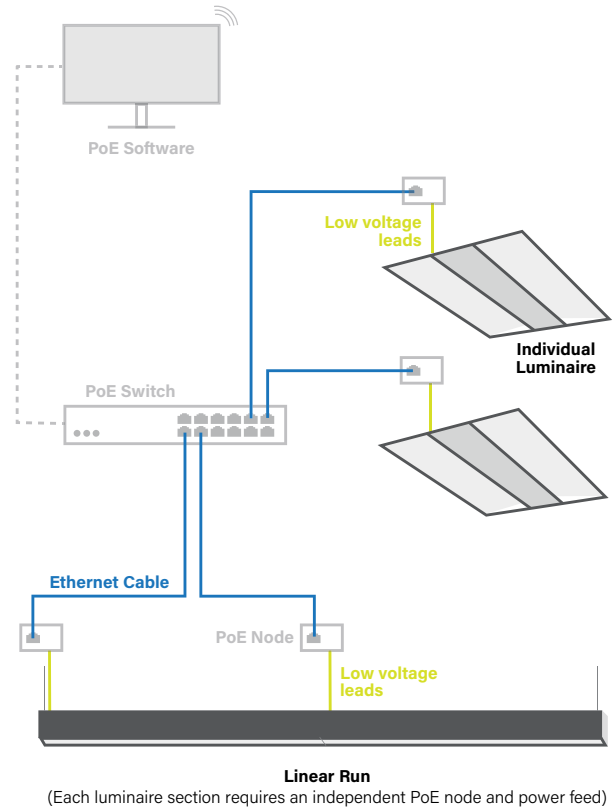 PoE Software
Low voltage
leads
Individual
Luminaire
PoE Switch
Ethernet Cable
PoE Node
Low voltage
leads
Linear Run
(Each luminaire section requires an independent PoE node and power feed)